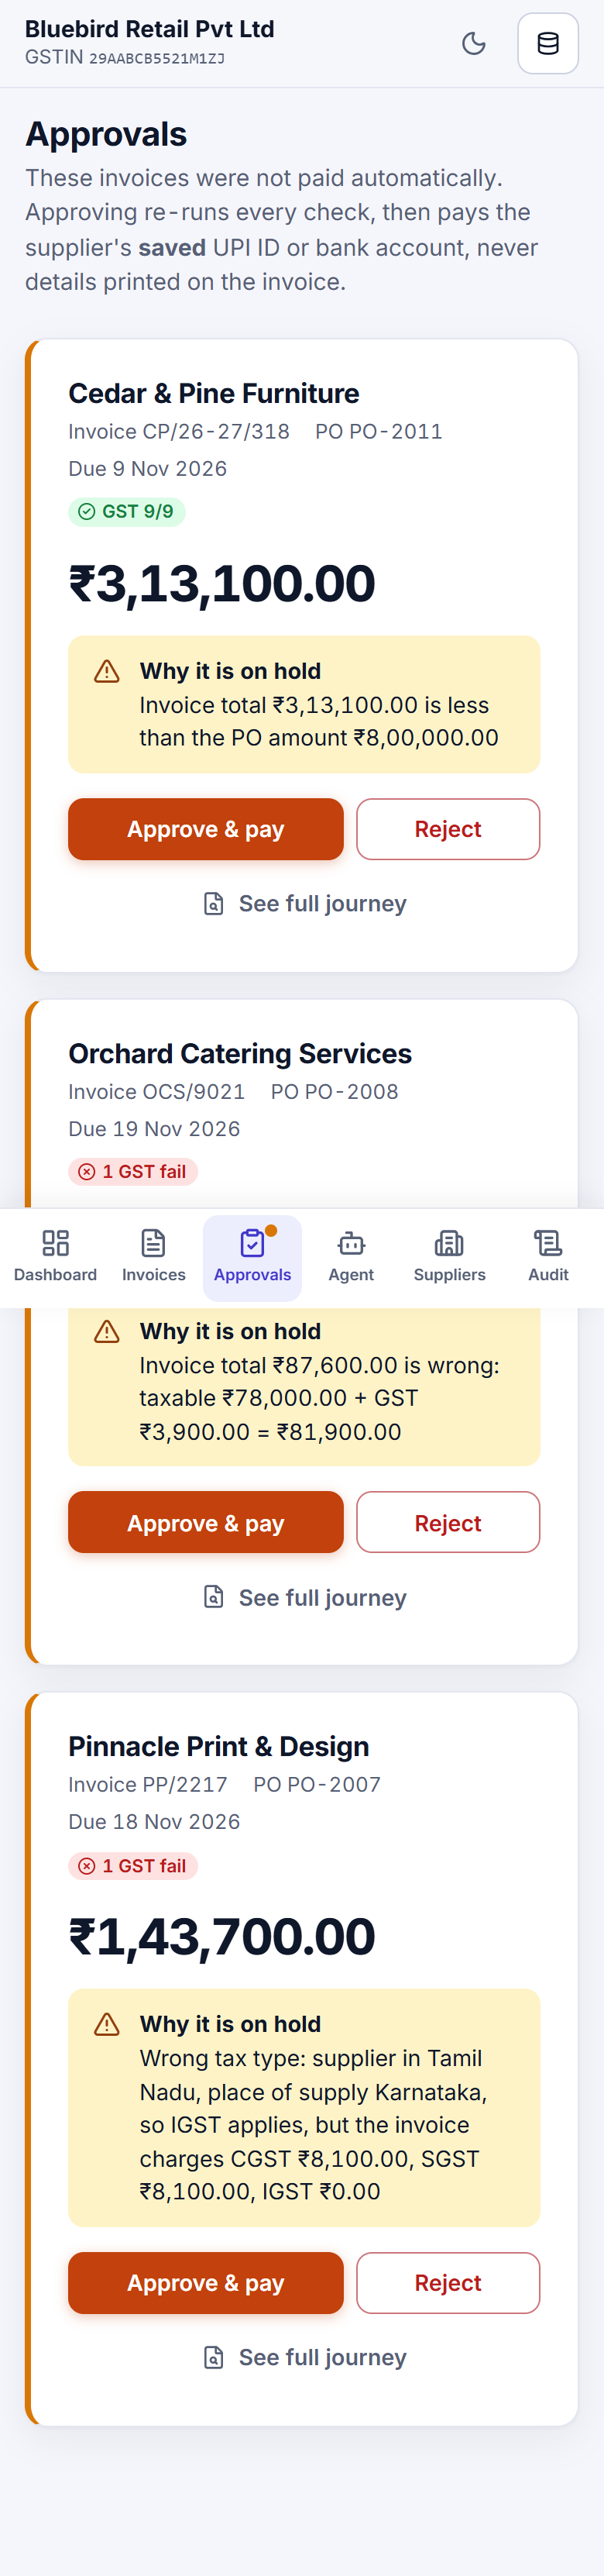 Bluebird Retail Pvt Ltd
GSTIN 29AABCB5521M1ZJ
Approvals
These invoices were not paid automatically.
Approving re-runs every check, then pays the
supplier's saved UPI ID or bank account, never
details printed on the invoice.
Cedar & Pine Furniture
Invoice CP/26-27/318 PO PO-2011
Due 9 Nov 2026
GST 9/9
₹3,13,100.00
Why it is on hold
Invoice total ₹3,13,100.00 is less
than the PO amount ₹8,00,000.00
Approve & pay Reject
See full journey
Orchard Catering Services
Invoice OCS/9021 PO PO-2008
Due 19 Nov 2026
1 GST fail
Dashboard Invoices Approvals Agent Suppliers Audit
Why it is on hold
Invoice total ₹87,600.00 is wrong:
taxable ₹78,000.00 + GST
₹3,900.00 = ₹81,900.00
Approve & pay Reject
See full journey
Pinnacle Print & Design
Invoice PP/2217 PO PO-2007
Due 18 Nov 2026
1 GST fail
₹1,43,700.00
Why it is on hold
Wrong tax type: supplier in Tamil
Nadu, place of supply Karnataka,
so IGST applies, but the invoice
charges CGST ₹8,100.00, SGST
₹8,100.00, IGST ₹0.00
Approve & pay Reject
See full journey